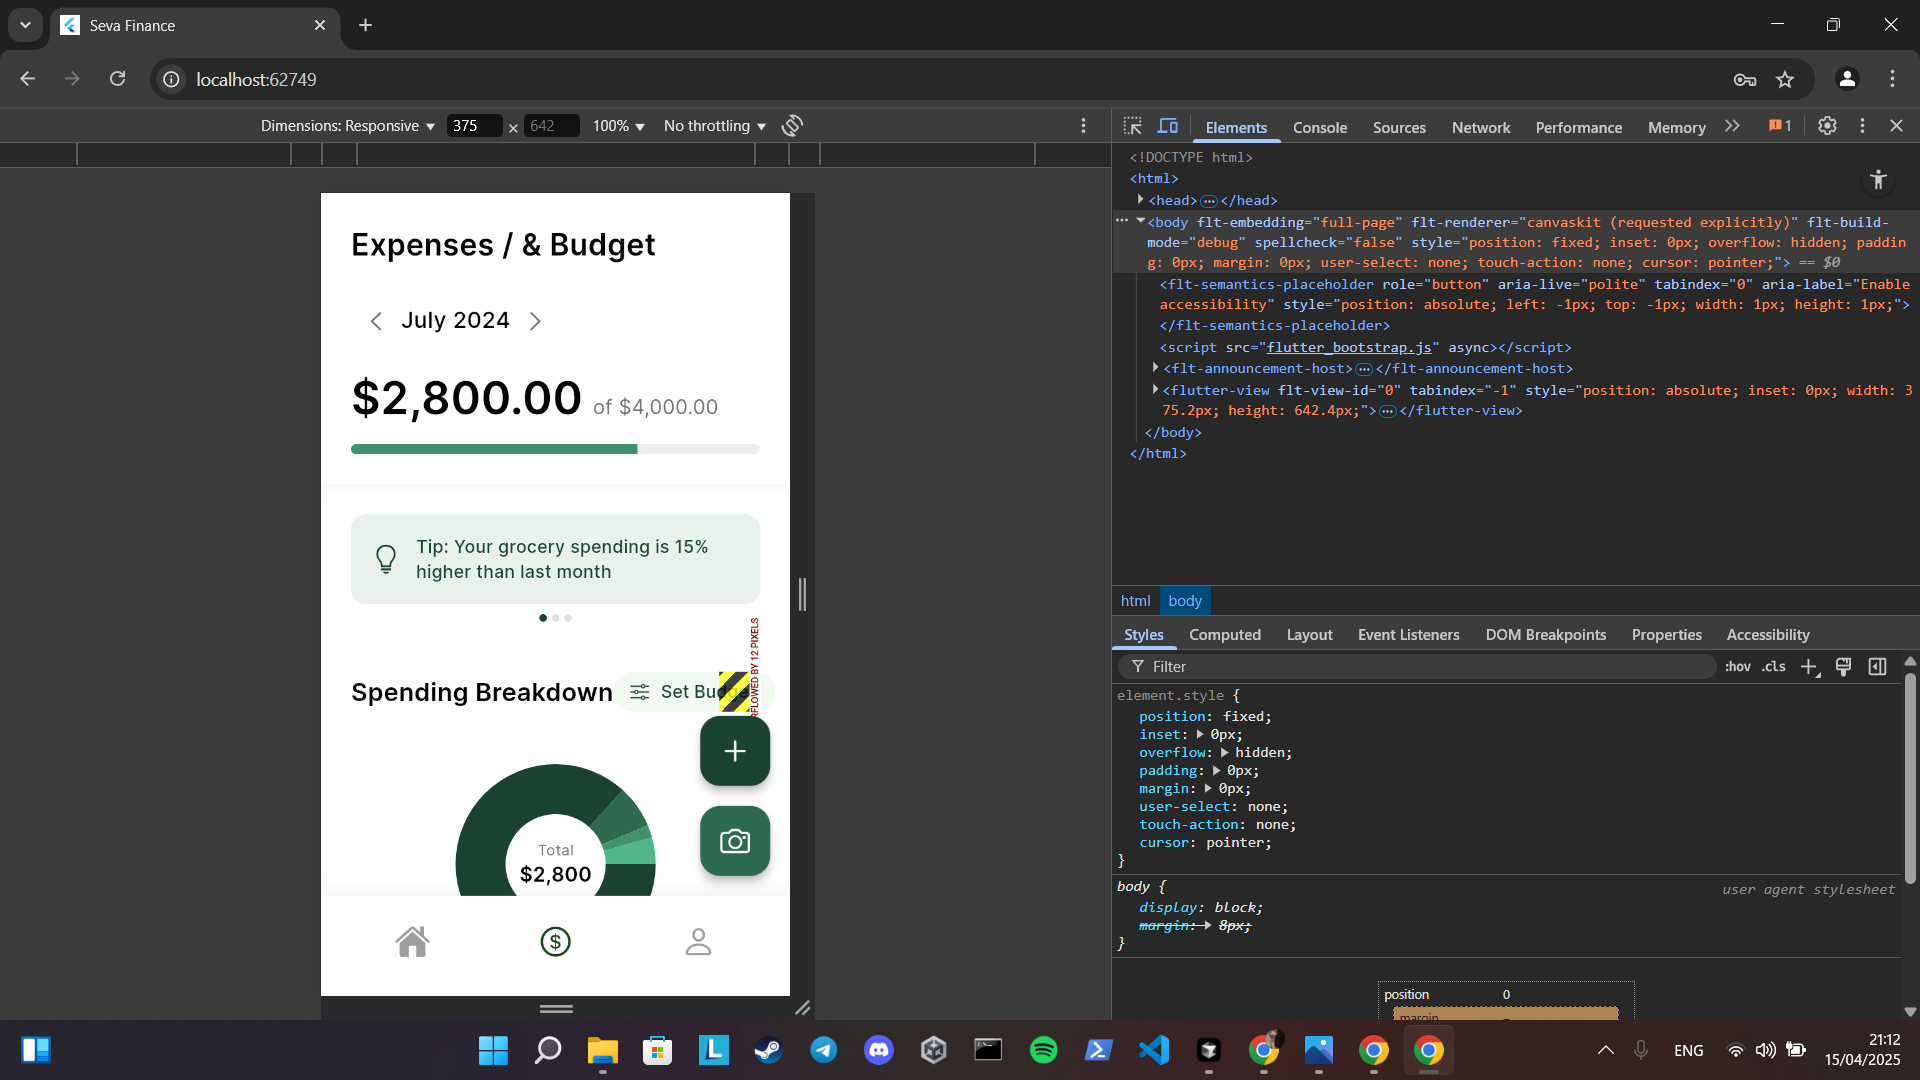 Seva Finance
localhost:62749
Dimensions: Responsive
375
×
642
100%
No throttling
Elements
Console
Sources
Network
Performance
Memory
1
Expenses / & Budget
July 2024
$2,800.00 of $4,000.00
Tip: Your grocery spending is 15%
higher than last month
Spending Breakdown
Set Budge
RFLOWED BY 12 PIXELS
Total
$2,800
<!DOCTYPE html>
<html>
<head> ••• </head>
••• <body flt-embedding="full-page" flt-renderer="canvaskit (requested explicitly)" flt-build-
mode="debug" spellcheck="false" style="position: fixed; inset: 0px; overflow: hidden; paddin
g: 0px; margin: 0px; user-select: none; touch-action: none; cursor: pointer;"> == $0
<flt-semantics-placeholder role="button" aria-live="polite" tabindex="0" aria-label="Enable
accessibility" style="position: absolute; left: -1px; top: -1px; width: 1px; height: 1px;">
</flt-semantics-placeholder>
<script src="flutter_bootstrap.js" async></script>
<flt-announcement-host> ••• </flt-announcement-host>
<flutter-view flt-view-id="0" tabindex="-1" style="position: absolute; inset: 0px; width: 3
75.2px; height: 642.4px;"> ••• </flutter-view>
</body>
</html>
html
body
Styles
Computed
Layout
Event Listeners
DOM Breakpoints
Properties
Accessibility
Filter
:hov
.cls
element.style {
position: fixed;
inset: 0px;
overflow: hidden;
padding: 0px;
margin: 0px;
user-select: none;
touch-action: none;
cursor: pointer;
}
body {
user agent stylesheet
display: block;
margin: 8px;
}
position
0
margin
ENG
21:12
15/04/2025